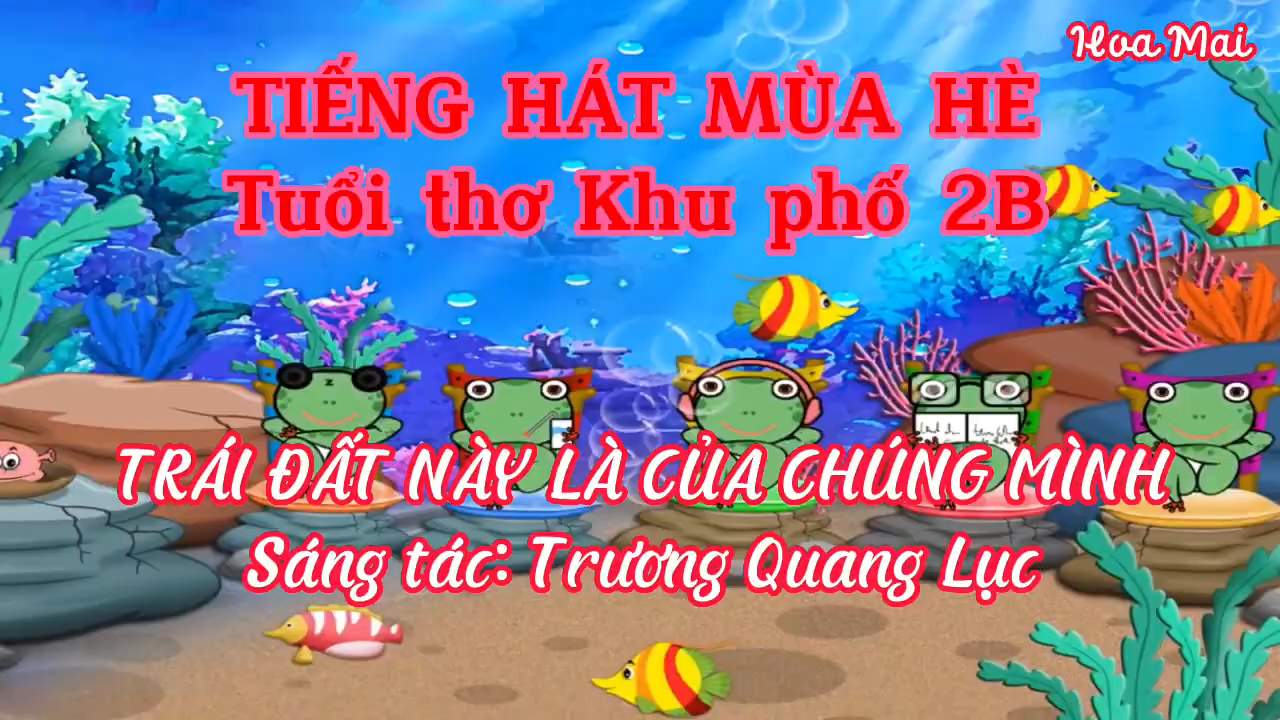 Hoa Mai
TIẾNG HÁT MÙA HÈ
Tuổi thơ Khu phố 2B
TRÁI ĐẤT NÀY LÀ CỦA CHÚNG MÌNH
Sáng tác: Trương Quang Lục